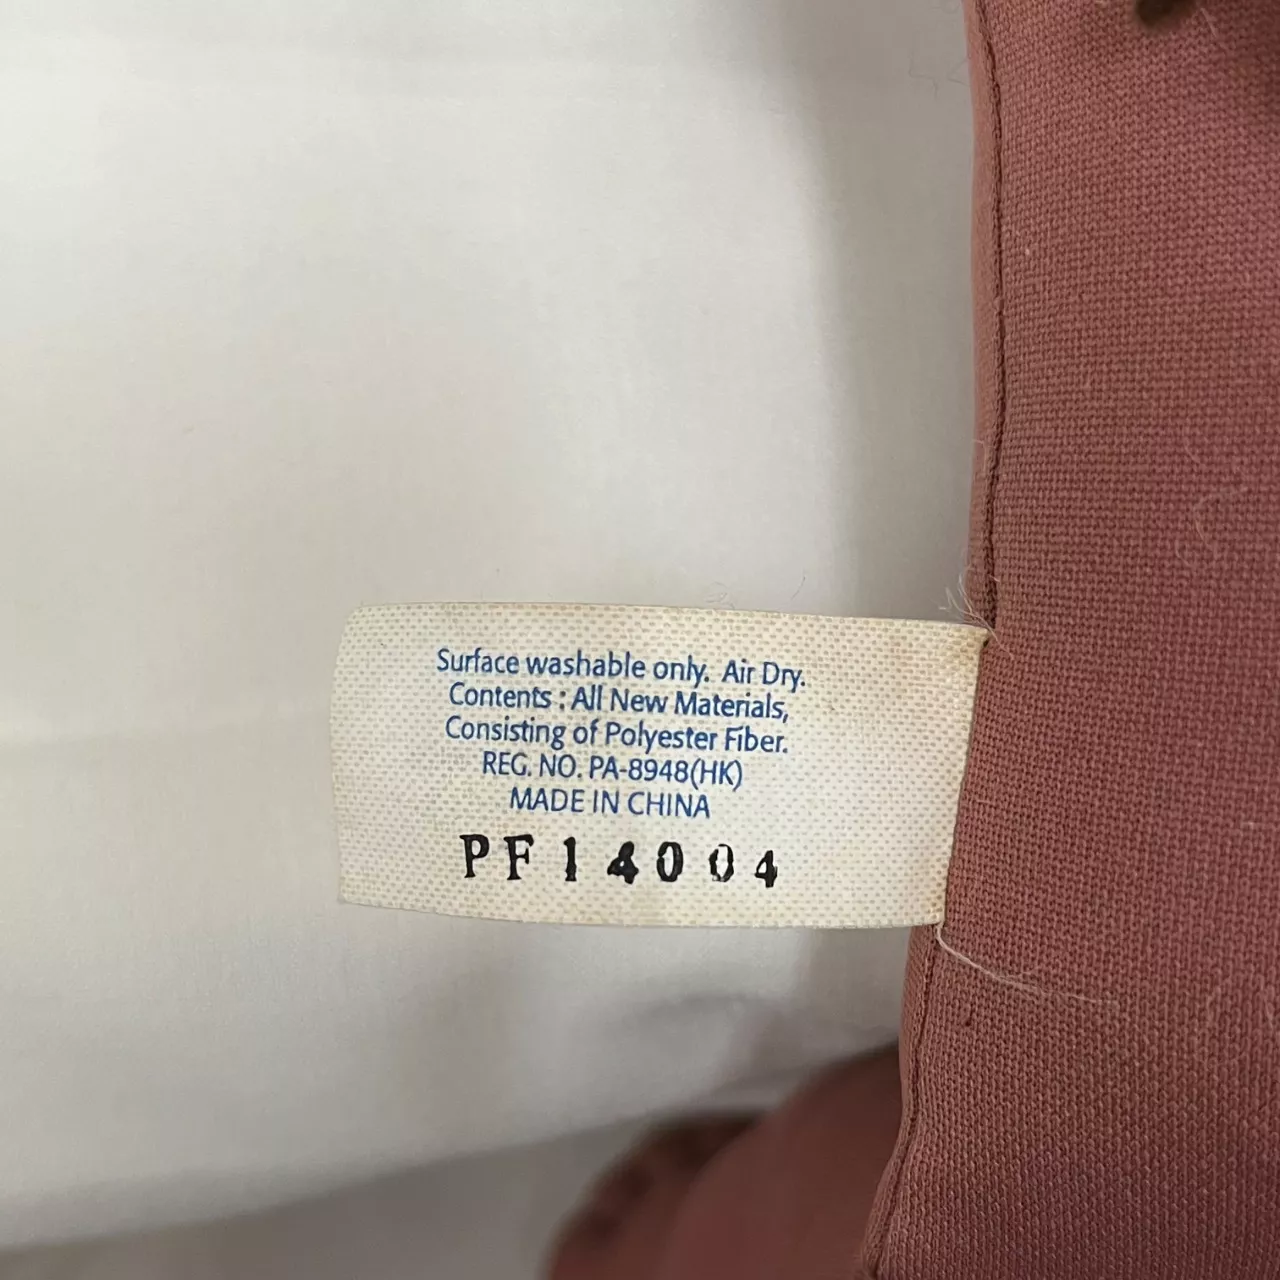 Surface washable only. Air Dry.
Contents : All New Materials,
Consisting of Polyester Fiber.
REG. NO. PA-8948(HK)
MADE IN CHINA
PF14004